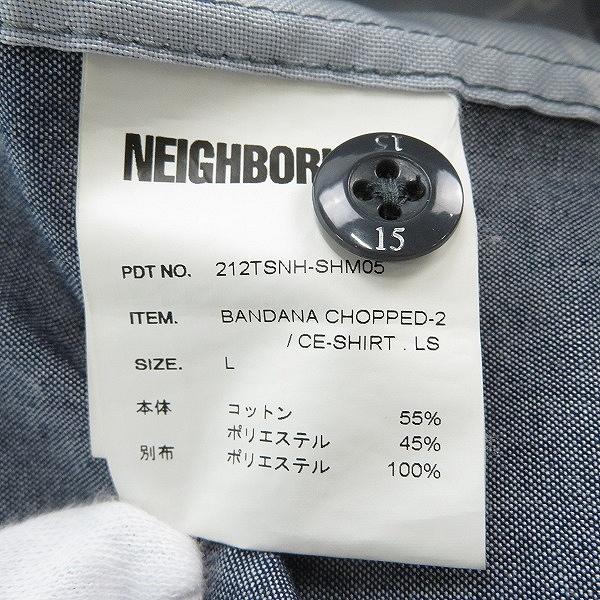 NEIGHBOR
15
15
PDT NO. 212TSNH-SHM05
ITEM. BANDANA CHOPPED-2
/ CE-SHIRT . LS
SIZE. L
本体 コットン 55%
ポリエステル 45%
別布 ポリエステル 100%